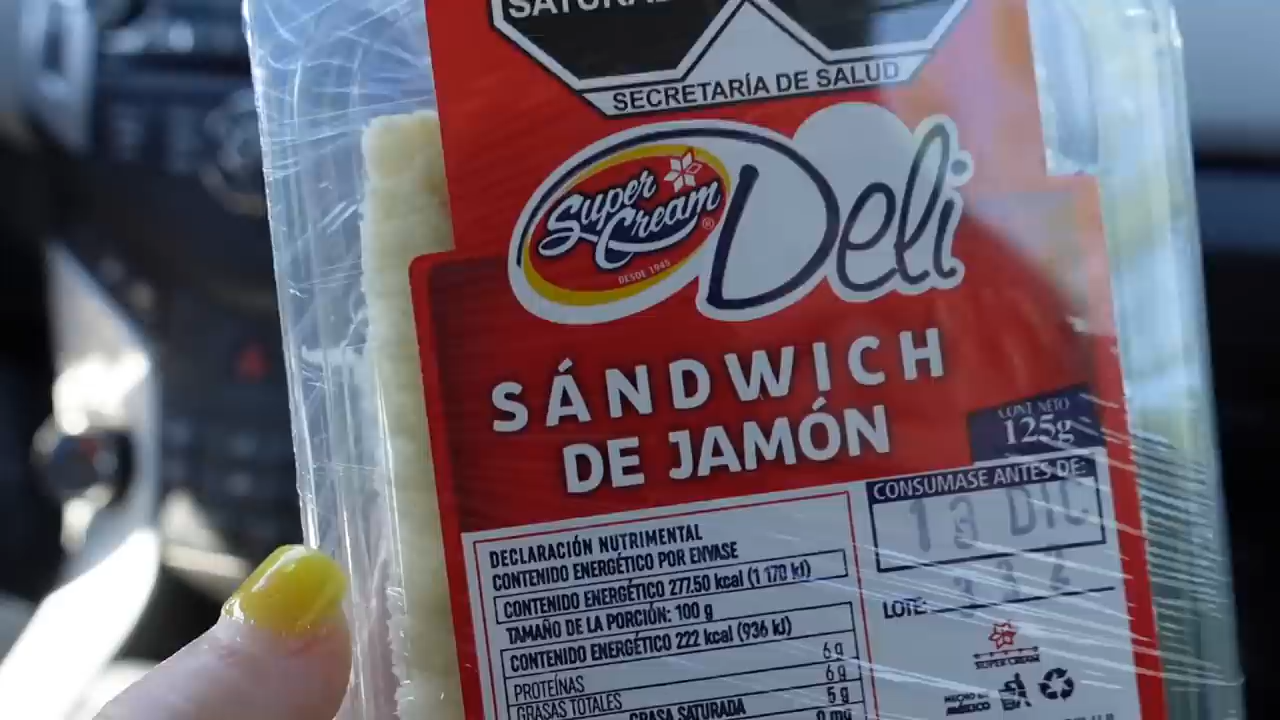 SECRETARÍA DE SALUD
Super Cream ®
DESDE 1945
Deli
SÁNDWICH
DE JAMÓN
CONT. NETO
125g
CONSUMASE ANTES DE:
13 DIC
LOTE:
SUPER CREAM
HECHO EN
MÉXICO
DECLARACIÓN NUTRIMENTAL
CONTENIDO ENERGÉTICO POR ENVASE
CONTENIDO ENERGÉTICO 277.50 kcal (1 170 kJ)
TAMAÑO DE LA PORCIÓN: 100 g
CONTENIDO ENERGÉTICO 222 kcal (936 kJ)
PROTEÍNAS 6 g
GRASAS TOTALES 6 g
GRASA SATURADA 5 g
0 mg